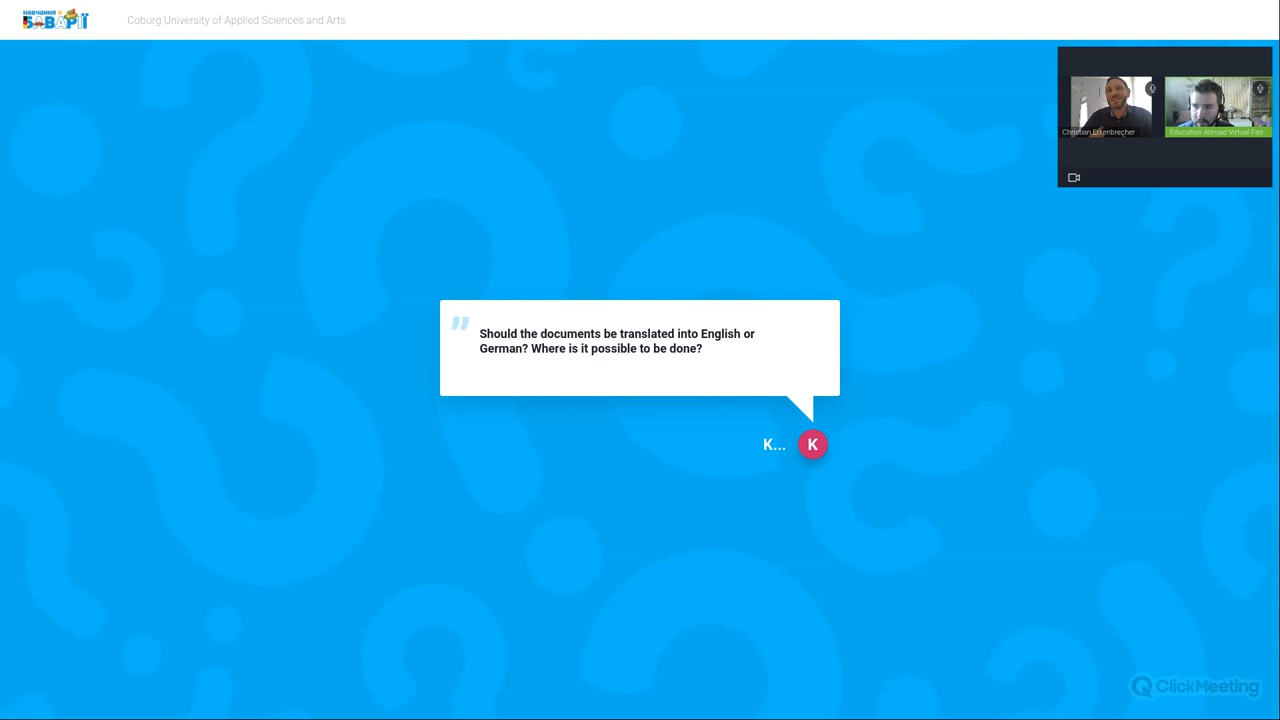 навчання в
БАВАРІЇ
Coburg University of Applied Sciences and Arts
Christian Erkenbrecher
Education Abroad Virtual Fair...
" Should the documents be translated into English or
German? Where is it possible to be done?
K... K
ClickMeeting